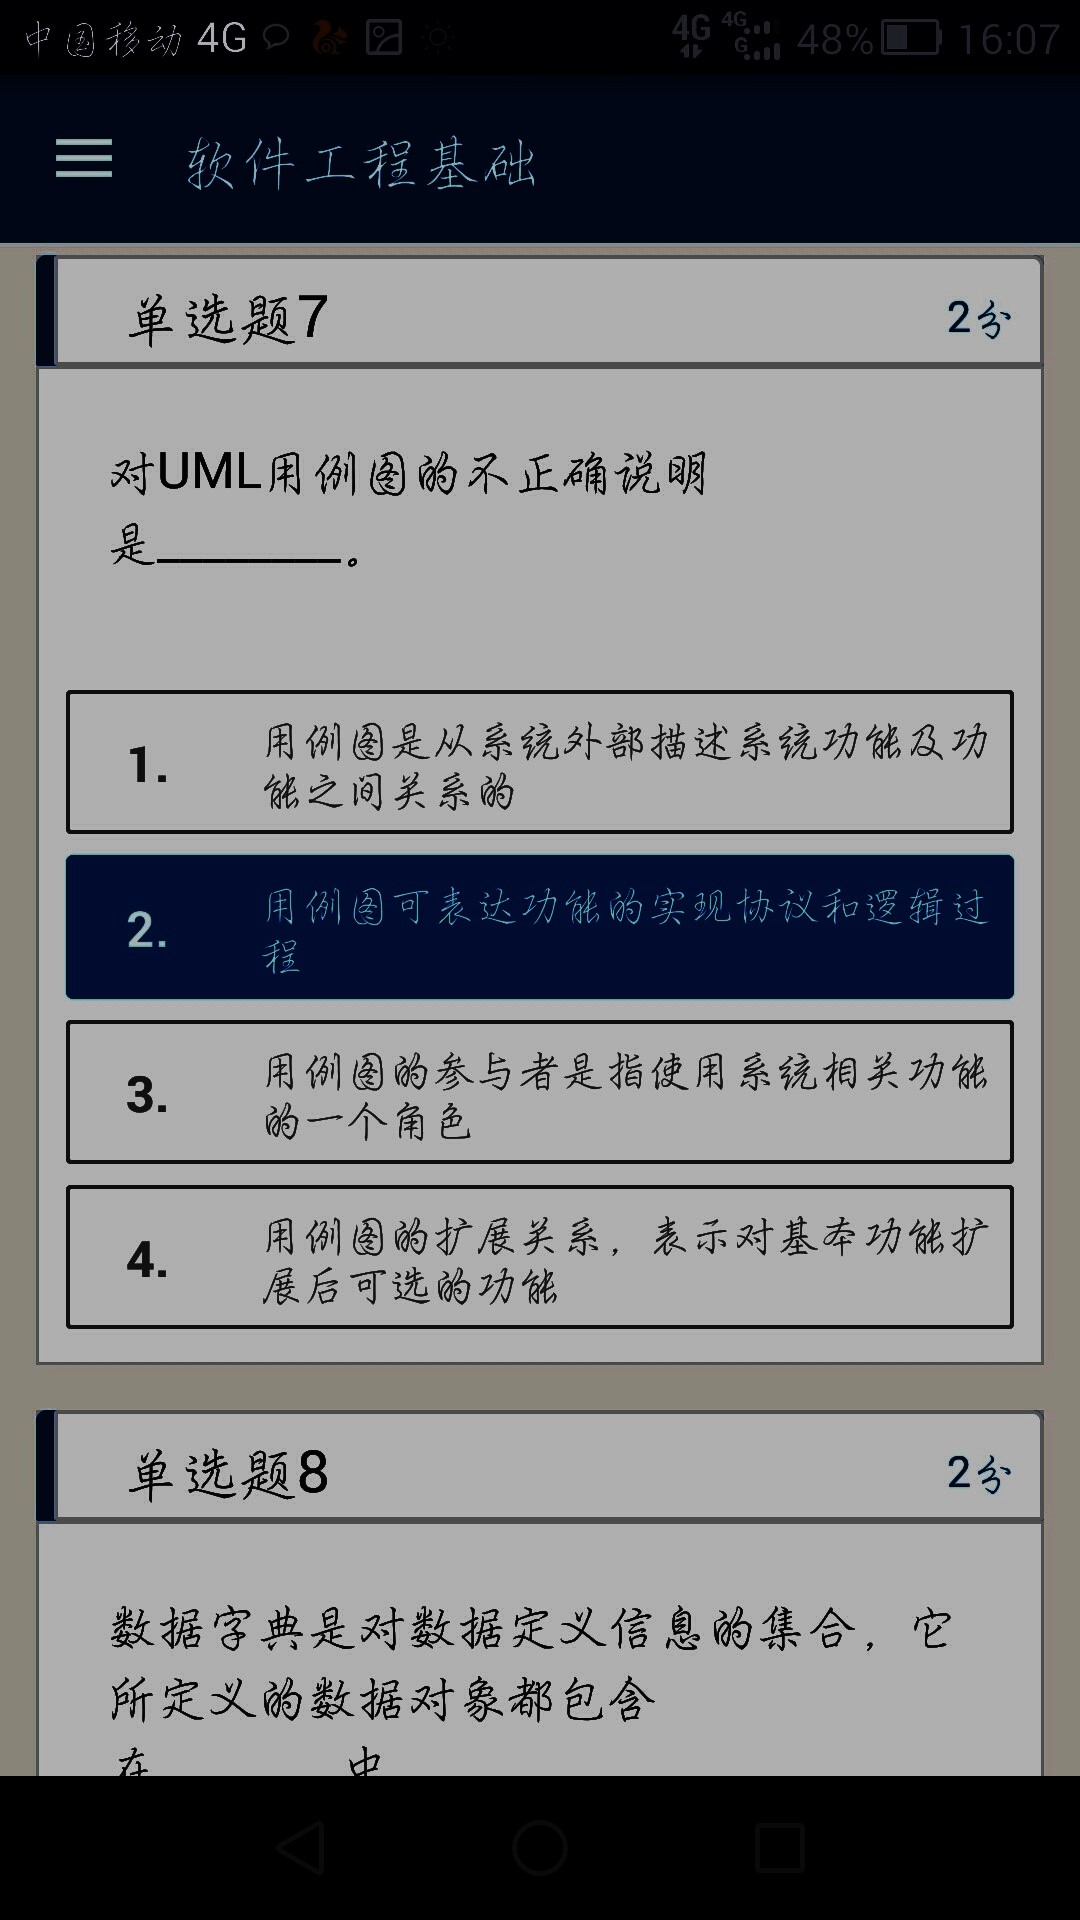 中国移动 4G 4G 4G G 48% 16:07
软件工程基础
单选题7 2分
对UML用例图的不正确说明
是________。
1. 用例图是从系统外部描述系统功能及功
能之间关系的
2. 用例图可表达功能的实现协议和逻辑过
程
3. 用例图的参与者是指使用系统相关功能
的一个角色
4. 用例图的扩展关系，表示对基本功能扩
展后可选的功能
单选题8 2分
数据字典是对数据定义信息的集合，它
所定义的数据对象都包含
在 中